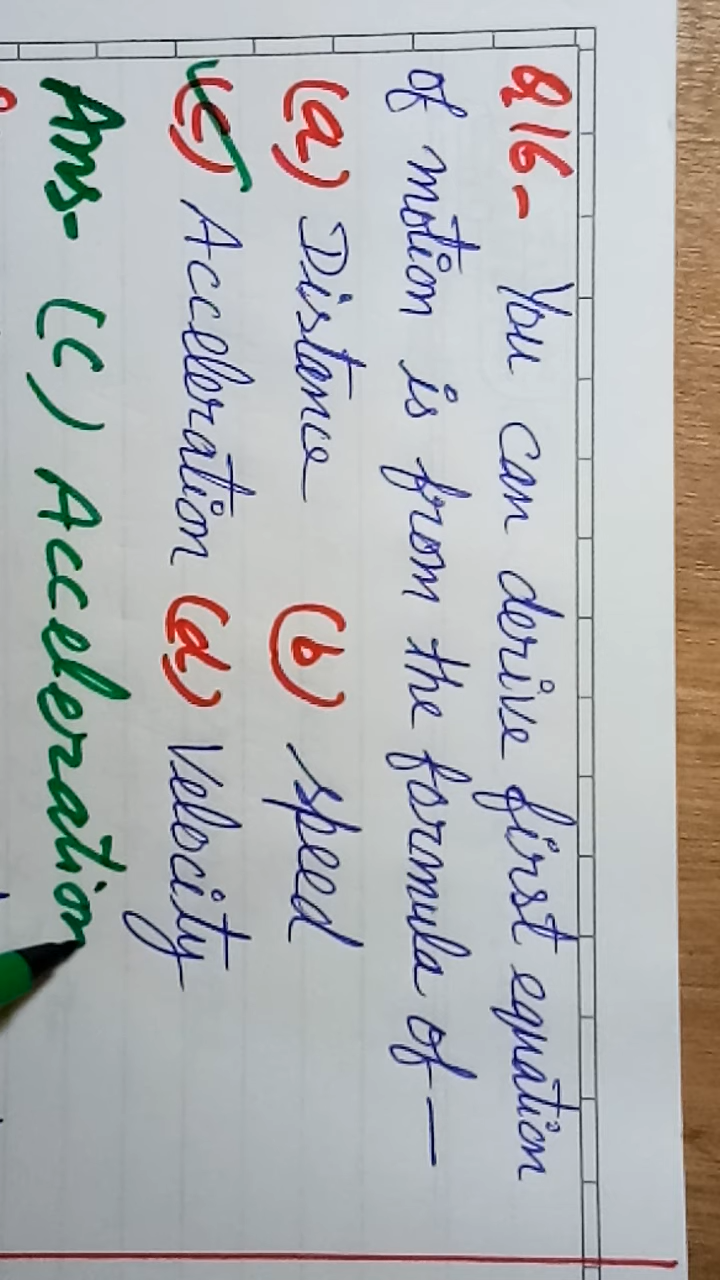 Q16- You can derive first equation
of motion is from the formula of—
(a) Distance (b) speed
(c) Acceleration (d) Velocity
Ans- (c) Acceleration